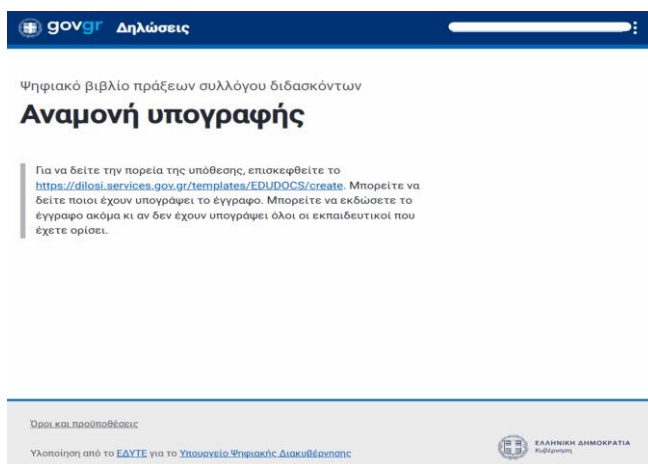 govgr Δηλώσεις
Ψηφιακό βιβλίο πράξεων συλλόγου διδασκόντων
Αναμονή υπογραφής
Για να δείτε την πορεία της υπόθεσης, επισκεφθείτε το
https://dilosi.services.gov.gr/templates/EDUDOCS/create. Μπορείτε να
δείτε ποιοι έχουν υπογράψει το έγγραφο. Μπορείτε να εκδώσετε το
έγγραφο ακόμα κι αν δεν έχουν υπογράψει όλοι οι εκπαιδευτικοί που
έχετε ορίσει.
Όροι και προϋποθέσεις
Υλοποίηση από το ΕΔΥΤΕ για το Υπουργείο Ψηφιακής Διακυβέρνησης
ΕΛΛΗΝΙΚΗ ΔΗΜΟΚΡΑΤΙΑ
Κυβέρνηση